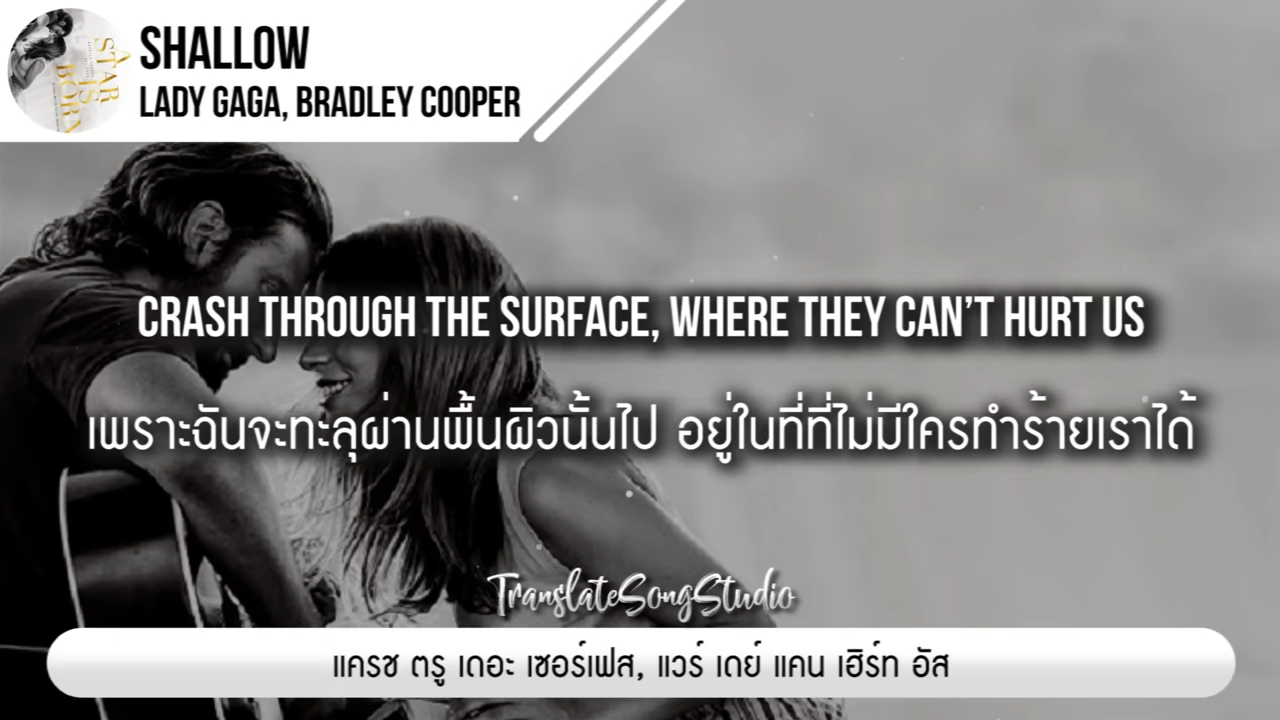 A STAR IS BORN
SHALLOW
LADY GAGA, BRADLEY COOPER
CRASH THROUGH THE SURFACE, WHERE THEY CAN'T HURT US
เพราะฉันจะทะลุผ่านพื้นผิวนั้นไป อยู่ในที่ที่ไม่มีใครทำร้ายเราได้
TranslateSongStudio
แครช ตรู เดอะ เซอร์เฟส, แวร์ เดย์ แคน เฮิร์ท อัส